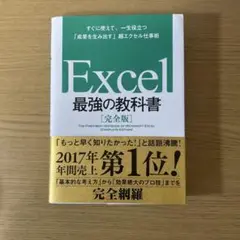 すぐに使えて、一生役立つ
「成果を生み出す」超エクセル仕事術
Excel
最強の教科書
[完全版]
「もっと早く知りたかった!」と話題沸騰!
2017年
年間売上
第1位!
「基本的な考え方」から「効果絶大のプロ技」までを
完全網羅